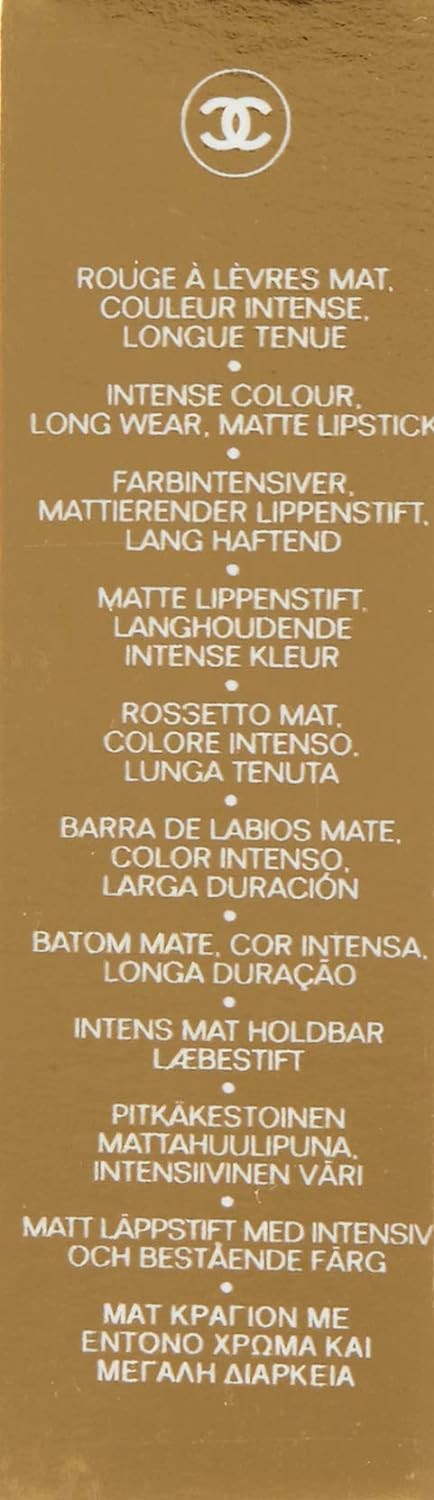 ROUGE À LÈVRES MAT,
COULEUR INTENSE,
LONGUE TENUE
•
INTENSE COLOUR,
LONG WEAR, MATTE LIPSTICK
•
FARBINTENSIVER,
MATTIERENDER LIPPENSTIFT,
LANG HAFTEND
•
MATTE LIPPENSTIFT,
LANGHOUDENDE
INTENSE KLEUR
•
ROSSETTO MAT,
COLORE INTENSO,
LUNGA TENUTA
•
BARRA DE LABIOS MATE,
COLOR INTENSO,
LARGA DURACIÓN
•
BATOM MATE, COR INTENSA,
LONGA DURAÇÃO
•
INTENS MAT HOLDBAR
LÆBESTIFT
•
PITKÄKESTOINEN
MATTAHUULIPUNA,
INTENSIIVINEN VÄRI
•
MATT LÄPPSTIFT MED INTENSIV
OCH BESTÅENDE FÄRG
•
ΜΑΤ ΚΡΑΓΙΟΝ ΜΕ
ΕΝΤΟΝΟ ΧΡΩΜΑ ΚΑΙ
ΜΕΓΑΛΗ ΔΙΑΡΚΕΙΑ